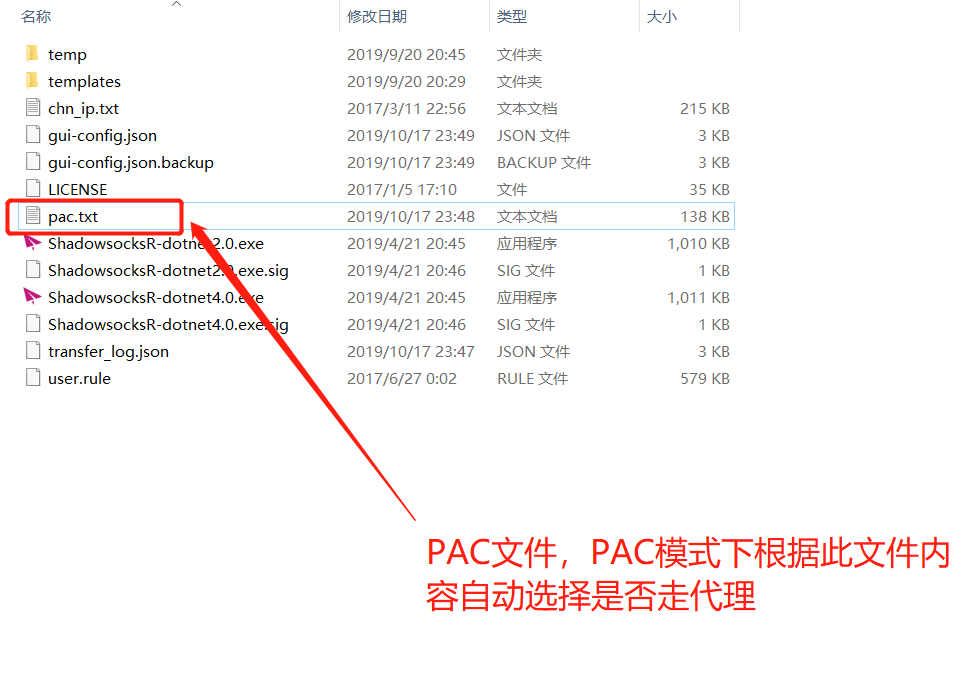 名称 修改日期 类型 大小
temp 2019/9/20 20:45 文件夹
templates 2019/9/20 20:29 文件夹
chn_ip.txt 2017/3/11 22:56 文本文档 215 KB
gui-config.json 2019/10/17 23:49 JSON 文件 3 KB
gui-config.json.backup 2019/10/17 23:49 BACKUP 文件 3 KB
LICENSE 2017/1/5 17:10 文件 35 KB
pac.txt 2019/10/17 23:48 文本文档 138 KB
ShadowsocksR-dotnet2.0.exe 2019/4/21 20:45 应用程序 1,010 KB
ShadowsocksR-dotnet2.0.exe.sig 2019/4/21 20:46 SIG 文件 1 KB
ShadowsocksR-dotnet4.0.exe 2019/4/21 20:45 应用程序 1,011 KB
ShadowsocksR-dotnet4.0.exe.sig 2019/4/21 20:46 SIG 文件 1 KB
transfer_log.json 2019/10/17 23:47 JSON 文件 3 KB
user.rule 2017/6/27 0:02 RULE 文件 579 KB
PAC文件，PAC模式下根据此文件内
容自动选择是否走代理